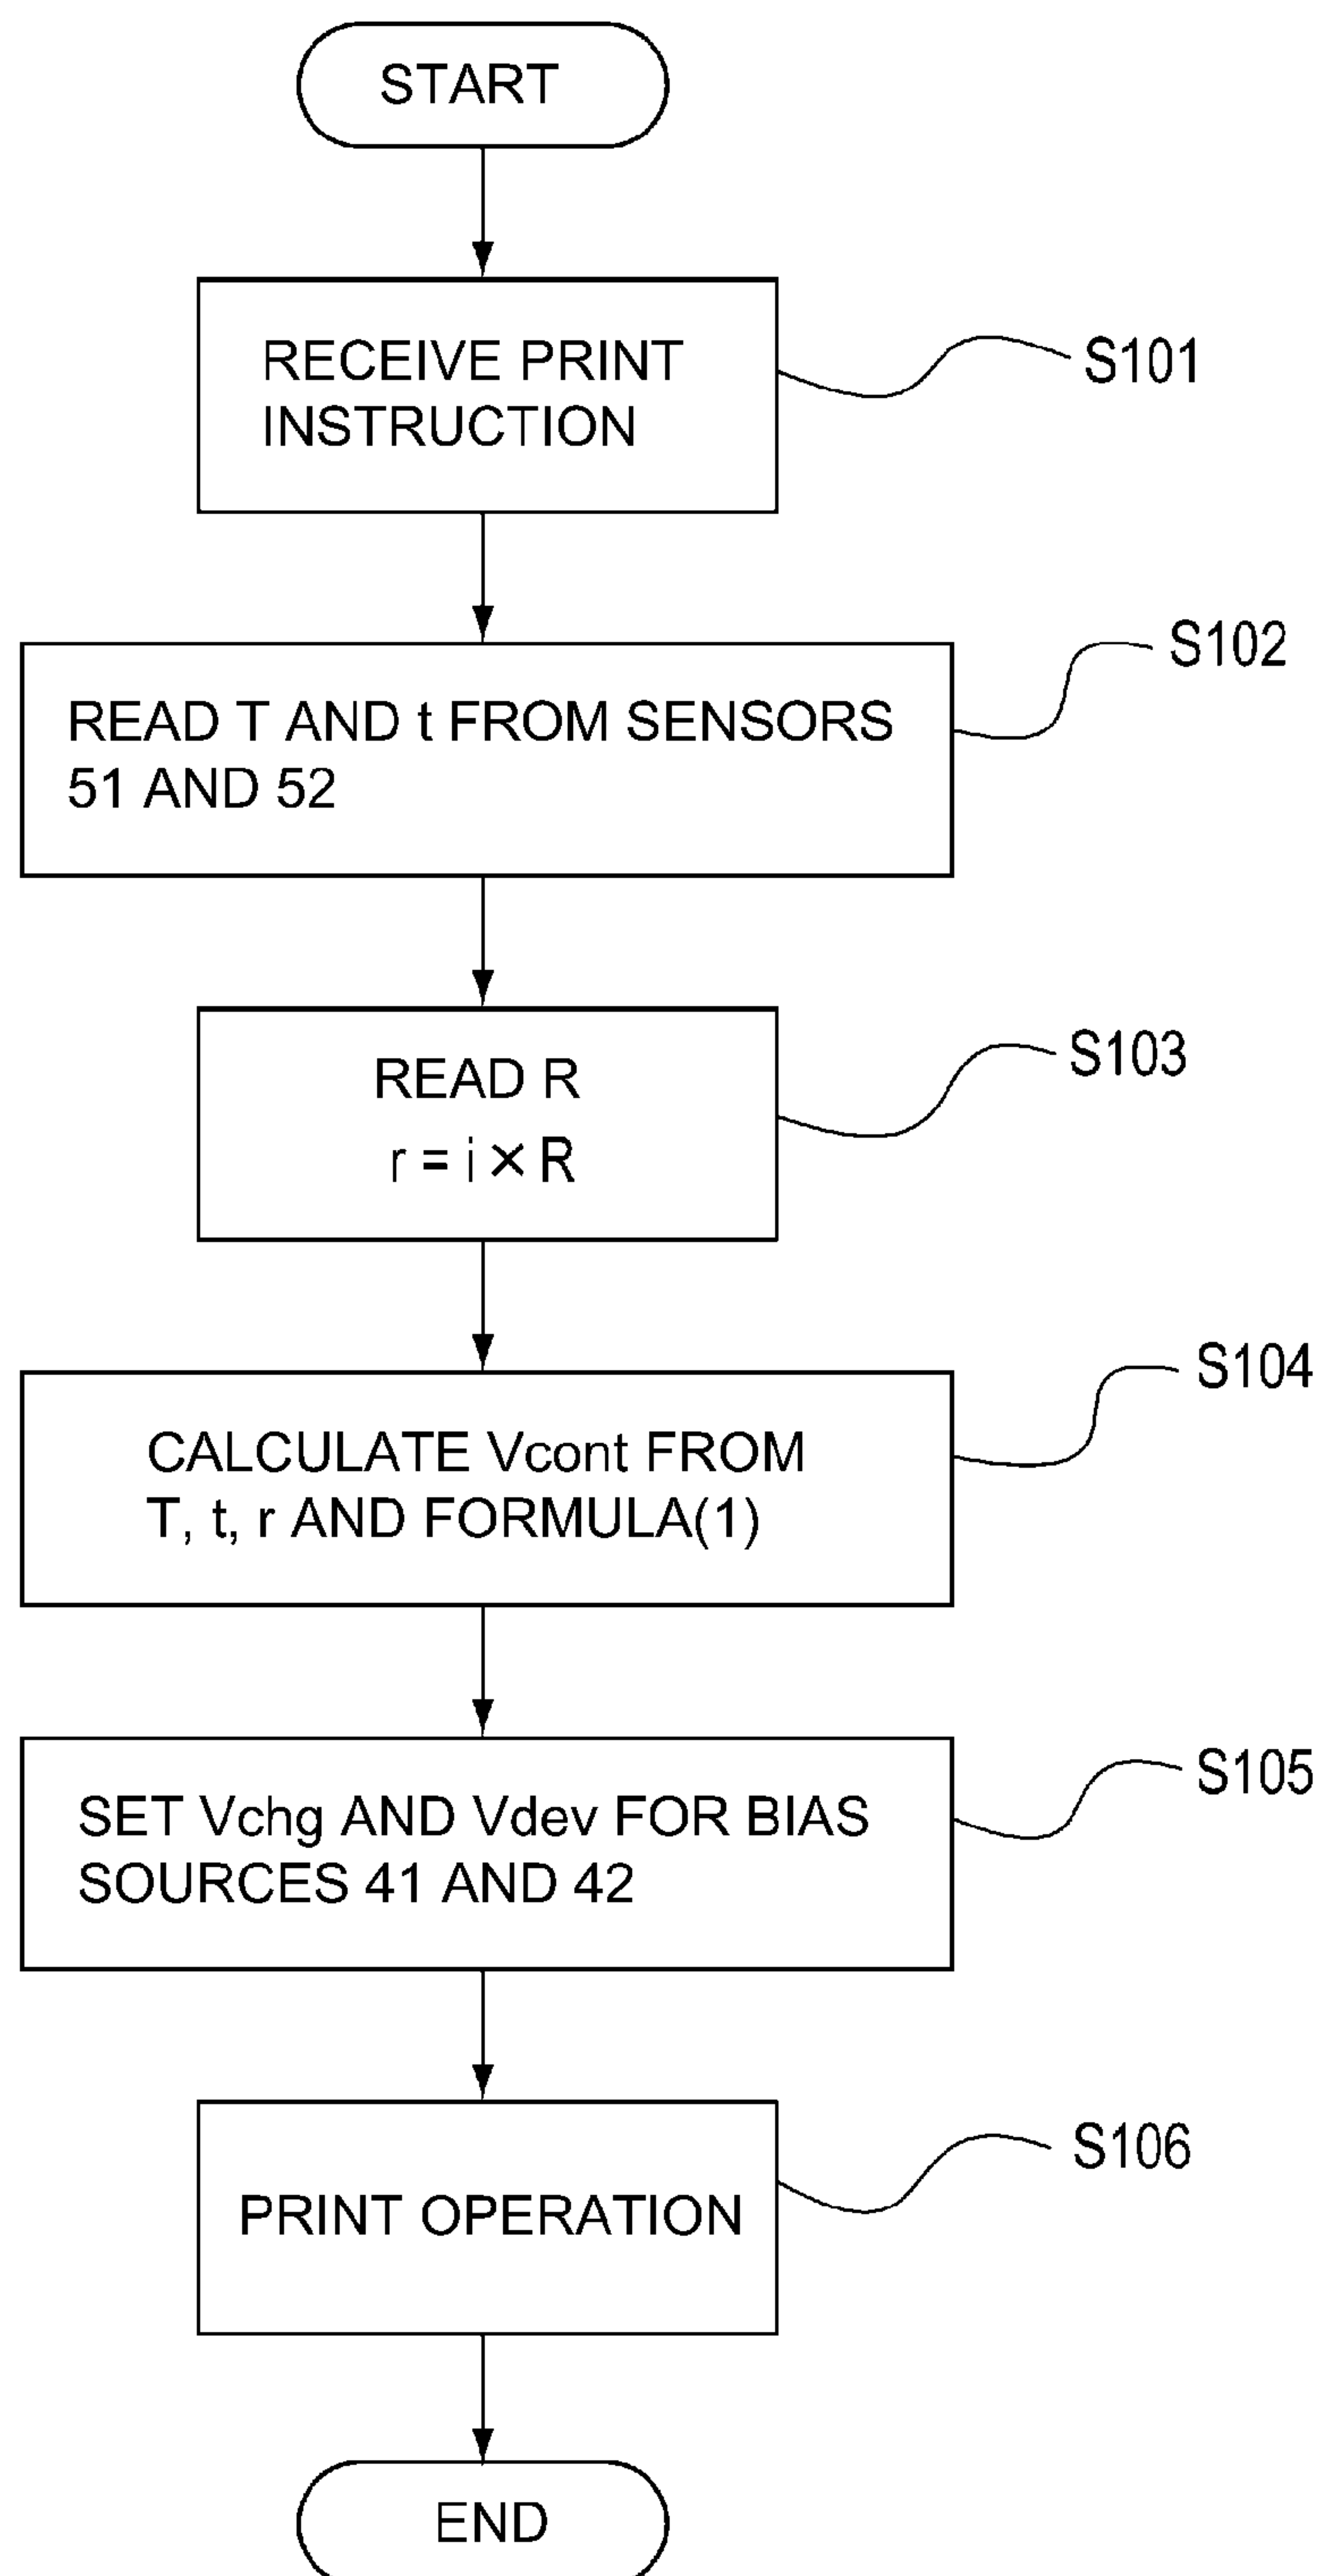 START
RECEIVE PRINT
INSTRUCTION
S101
READ T AND t FROM SENSORS
51 AND 52
S102
READ R
r = i × R
S103
CALCULATE Vcont FROM
T, t, r AND FORMULA(1)
S104
SET Vchg AND Vdev FOR BIAS
SOURCES 41 AND 42
S105
PRINT OPERATION
S106
END